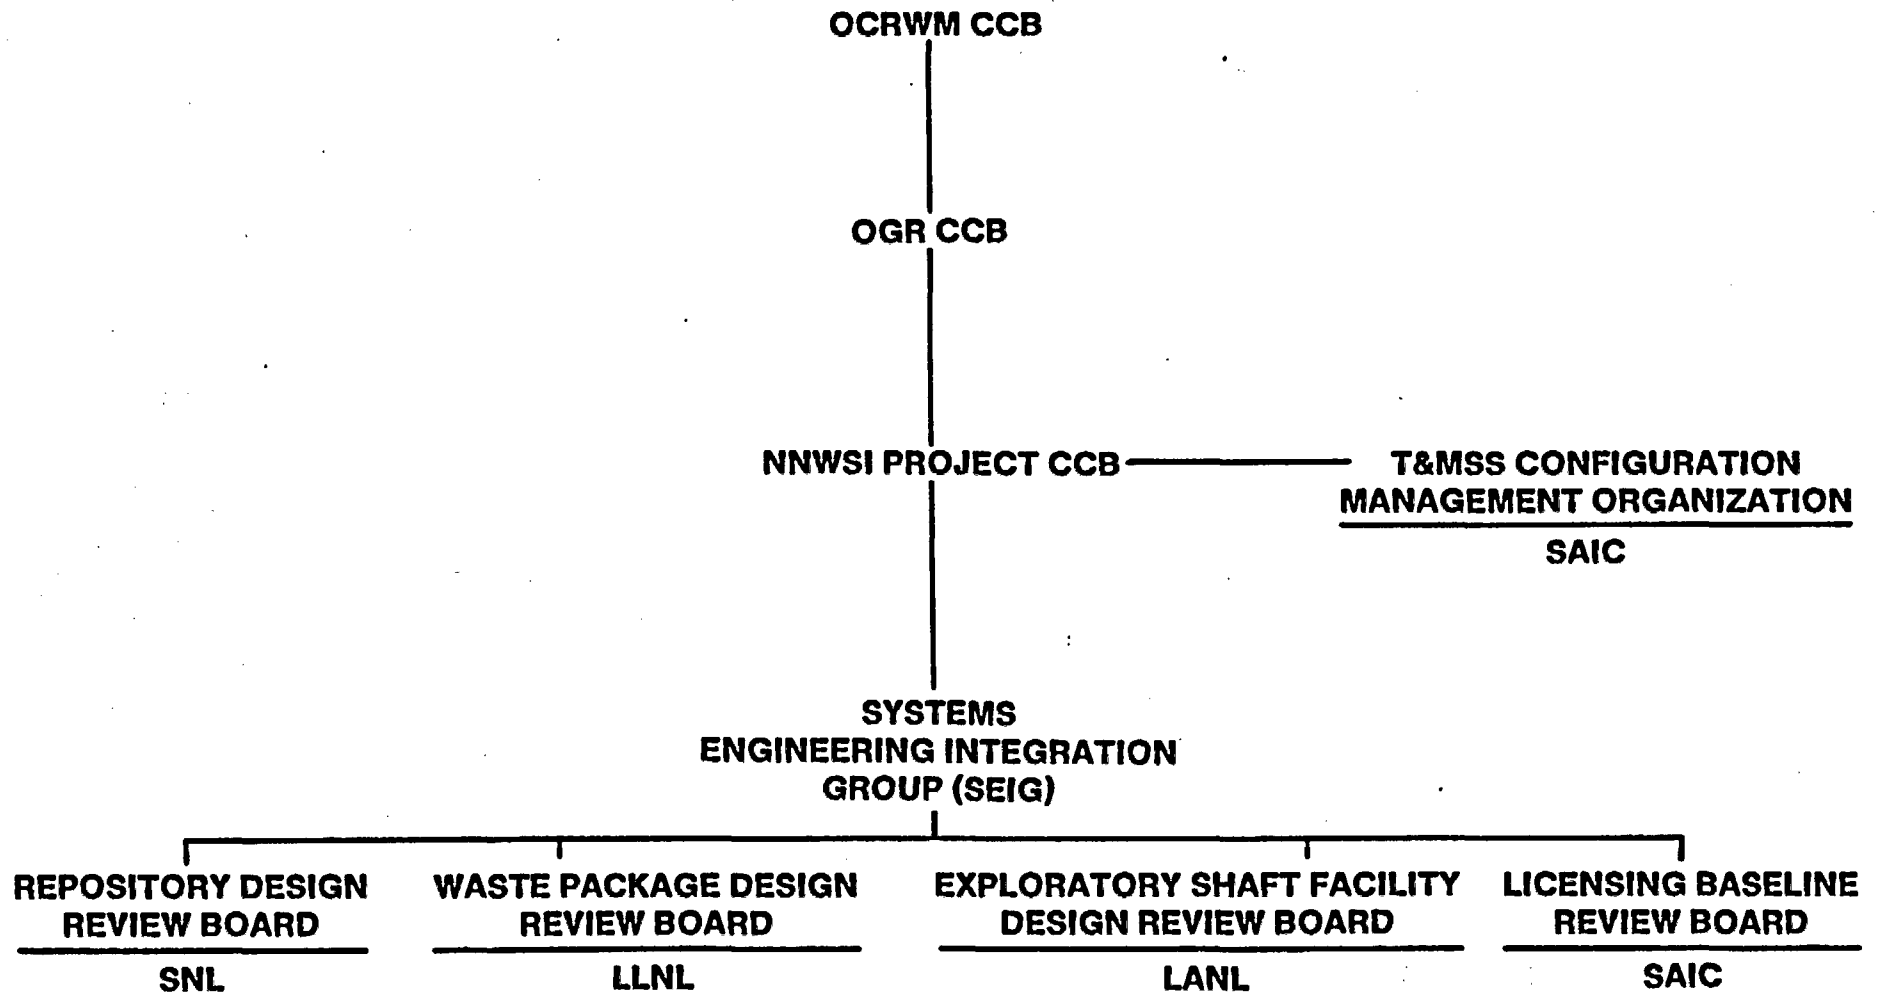 OCRWM CCB
OGR CCB
NNWSI PROJECT CCB
T&MSS CONFIGURATION
MANAGEMENT ORGANIZATION
SAIC
SYSTEMS
ENGINEERING INTEGRATION
GROUP (SEIG)
REPOSITORY DESIGN
REVIEW BOARD
SNL
WASTE PACKAGE DESIGN
REVIEW BOARD
LLNL
EXPLORATORY SHAFT FACILITY
DESIGN REVIEW BOARD
LANL
LICENSING BASELINE
REVIEW BOARD
SAIC